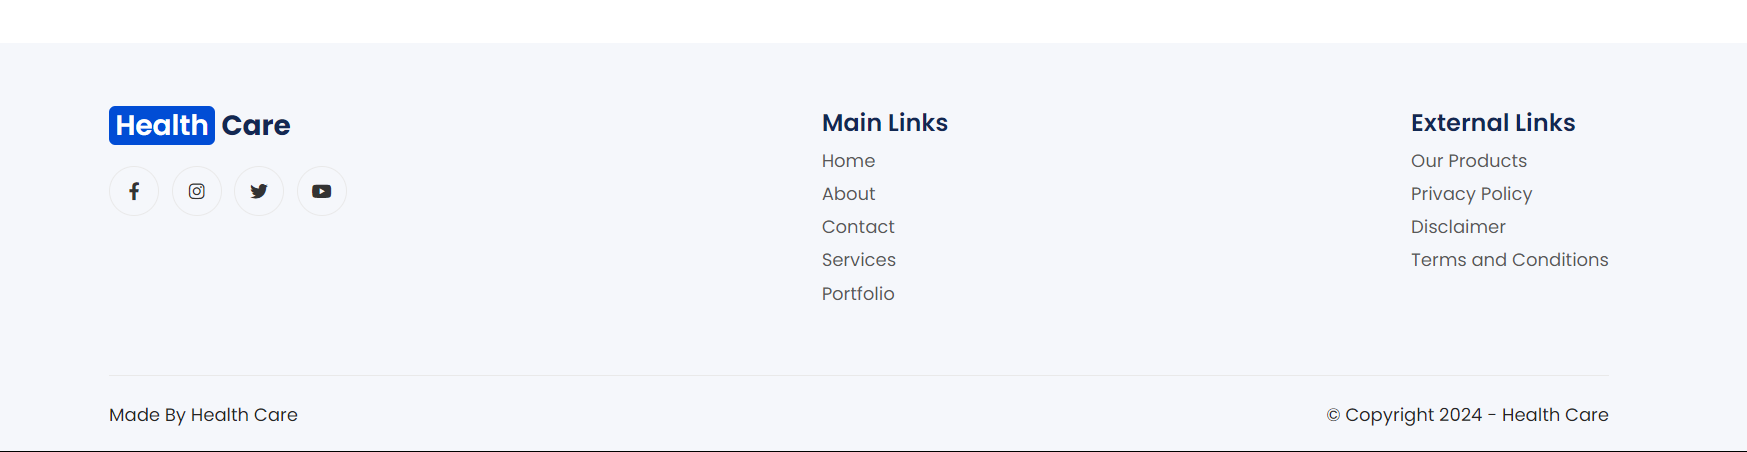 Health Care
Main Links
Home
About
Contact
Services
Portfolio
External Links
Our Products
Privacy Policy
Disclaimer
Terms and Conditions
Made By Health Care
© Copyright 2024 - Health Care